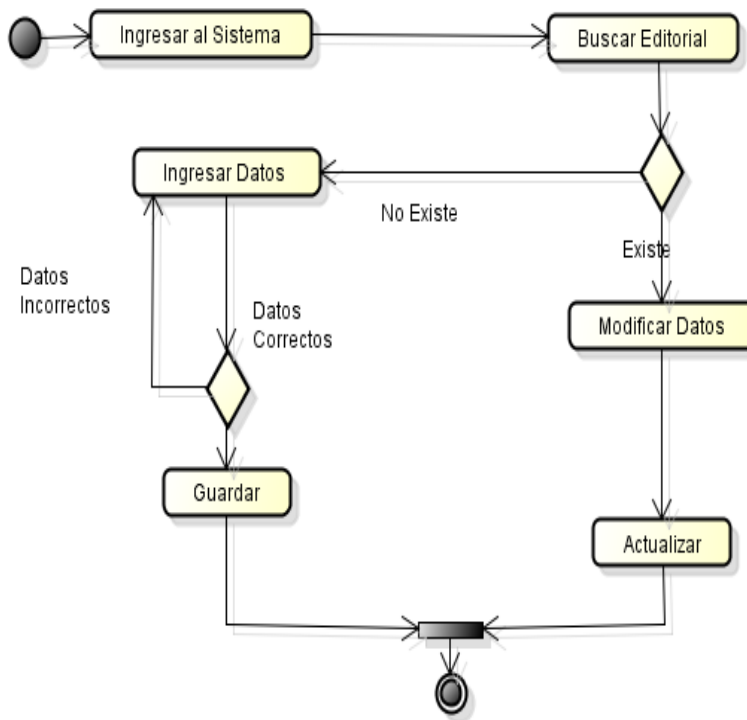 Ingresar al Sistema
Buscar Editorial
Ingresar Datos
No Existe
Existe
Datos
Incorrectos
Datos
Correctos
Modificar Datos
Guardar
Actualizar